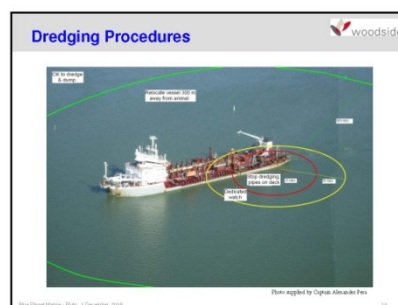 Dredging Procedures
woodside
OK to dredge
& dump
Relocate vessel 300 m
away from animal
Stop dredging,
pipes on deck
Dedicated
watch
Photo supplied by Captain Alexander Pera